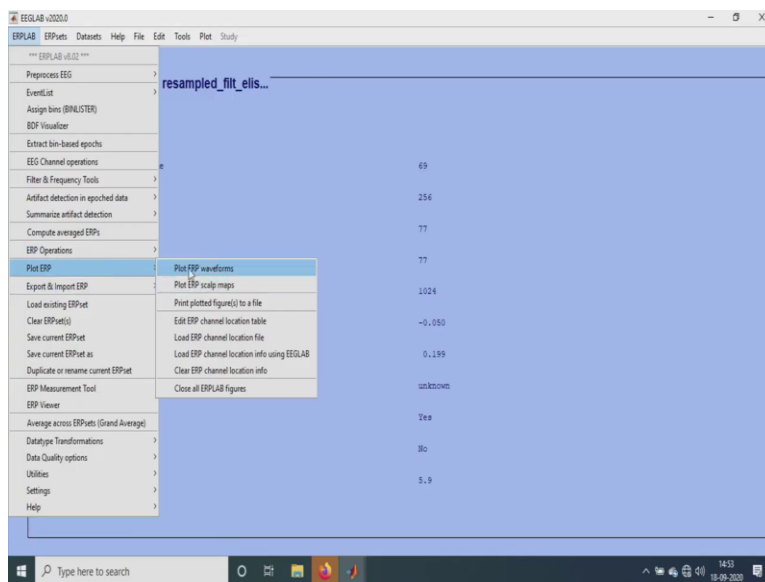 EEGLAB v2020.0
ERPLAB ERPsets Datasets Help File Edit Tools Plot Study
*** ERPLAB v8.02 ***
Preprocess EEG
resampled_filt_elis...
EventList
Assign bins (BINLISTER)
BDF Visualizer
Extract bin-based epochs
EEG Channel operations
e
69
Filter & Frequency Tools
Artifact detection in epoched data
256
Summarize artifact detection
Compute averaged ERPs
77
ERP Operations
77
Plot ERP
Plot ERP waveforms
Export & Import ERP
Plot ERP scalp maps
1024
Load existing ERPset
Print plotted figure(s) to a file
Clear ERPset(s)
Edit ERP channel location table
-0.050
Save current ERPset
Load ERP channel location file
Save current ERPset as
Load ERP channel location info using EEGLAB
0.199
Duplicate or rename current ERPset
Clear ERP channel location info
ERP Measurement Tool
Close all ERPLAB figures
unknown
ERP Viewer
Average across ERPsets (Grand Average)
Yes
Datatype Transformations
No
Data Quality options
Utilities
5.9
Settings
Help
Type here to search
14:53
18-09-2020